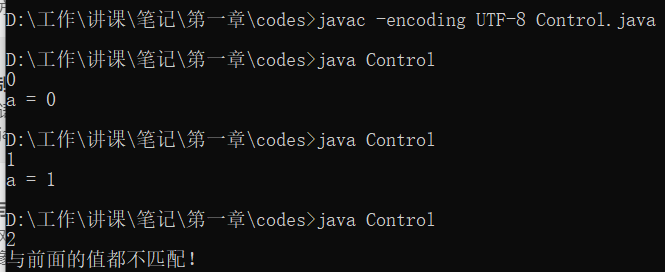 D:\工作\讲课\笔记\第一章\codes>javac -encoding UTF-8 Control.java
D:\工作\讲课\笔记\第一章\codes>java Control
0
a = 0
D:\工作\讲课\笔记\第一章\codes>java Control
1
a = 1
D:\工作\讲课\笔记\第一章\codes>java Control
2
与前面的值都不匹配!